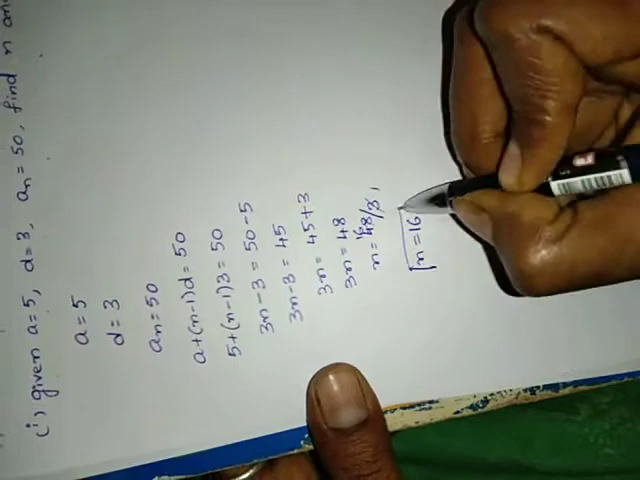 (i) given a=5, d=3, an=50, find n an
a=5
d=3
an=50
a+(n-1)d=50
5+(n-1)3=50
3n-3=50-5
3n-3=45
3n=45+3
3n=48
n=48/3,
n=16